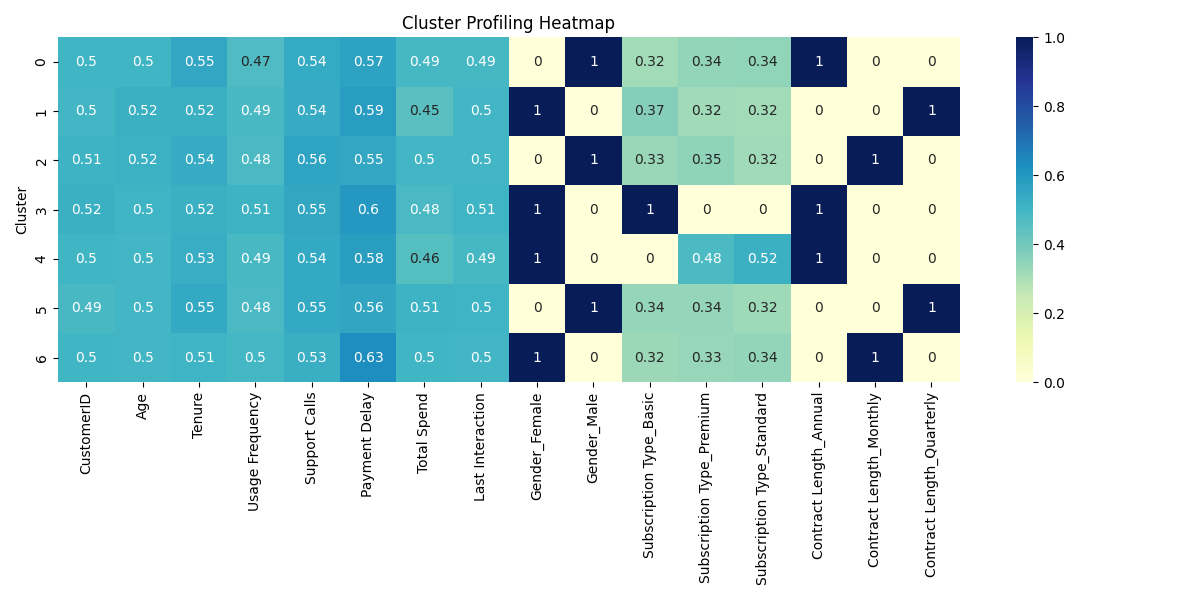 Cluster Profiling Heatmap
0 0.5 0.5 0.55 0.47 0.54 0.57 0.49 0.49 0 1 0.32 0.34 0.34 1 0 0
1 0.5 0.52 0.52 0.49 0.54 0.59 0.45 0.5 1 0 0.37 0.32 0.32 0 0 1
2 0.51 0.52 0.54 0.48 0.56 0.55 0.5 0.5 0 1 0.33 0.35 0.32 0 1 0
3 0.52 0.5 0.52 0.51 0.55 0.6 0.48 0.51 1 0 1 0 0 1 0 0
4 0.5 0.5 0.53 0.49 0.54 0.58 0.46 0.49 1 0 0 0.48 0.52 1 0 0
5 0.49 0.5 0.55 0.48 0.55 0.56 0.51 0.5 0 1 0.34 0.34 0.32 0 0 1
6 0.5 0.5 0.51 0.5 0.53 0.63 0.5 0.5 1 0 0.32 0.33 0.34 0 1 0
Cluster
CustomerID
Age
Tenure
Usage Frequency
Support Calls
Payment Delay
Total Spend
Last Interaction
Gender_Female
Gender_Male
Subscription Type_Basic
Subscription Type_Premium
Subscription Type_Standard
Contract Length_Annual
Contract Length_Monthly
Contract Length_Quarterly
1.0
0.8
0.6
0.4
0.2
0.0